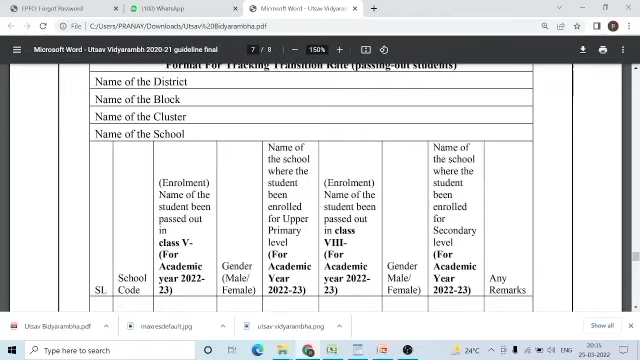 EPFO: Forgot Password
(100) WhatsApp
Microsoft Word - Utsav Vidyaram
File | C:/Users/PRANAY/Downloads/Utsav%20Bidyarambha.pdf
Microsoft Word - Utsav Vidyarambha 2020-21 guideline final
7 / 8
150%
Format For Tracking Transition Rate (passing-out students)
Name of the District
Name of the Block
Name of the Cluster
Name of the School
SL
School
Code
(Enrolment)
Name of the
student been
passed out
in
class V-
(For
Academic
year 2022-
23)
Gender
(Male/
Female)
Name of
the school
where the
student
been
enrolled
for Upper
Primary
level
(For
Academic
Year
2022-23)
(Enrolment)
Name of the
student been
passed out
in class
VIII-
(For
Academic
year 2022-
23)
Gender
Male/
Female)
Name of
the school
where the
student
been
enrolled
for
Secondary
level
(For
Academic
Year
2022-23)
Any
Remarks
Utsav Bidyarambha.pdf
maxresdefault.jpg
utsav vidyarambha.png
Show all
Type here to search
24°C
ENG
20:35
25-03-2022